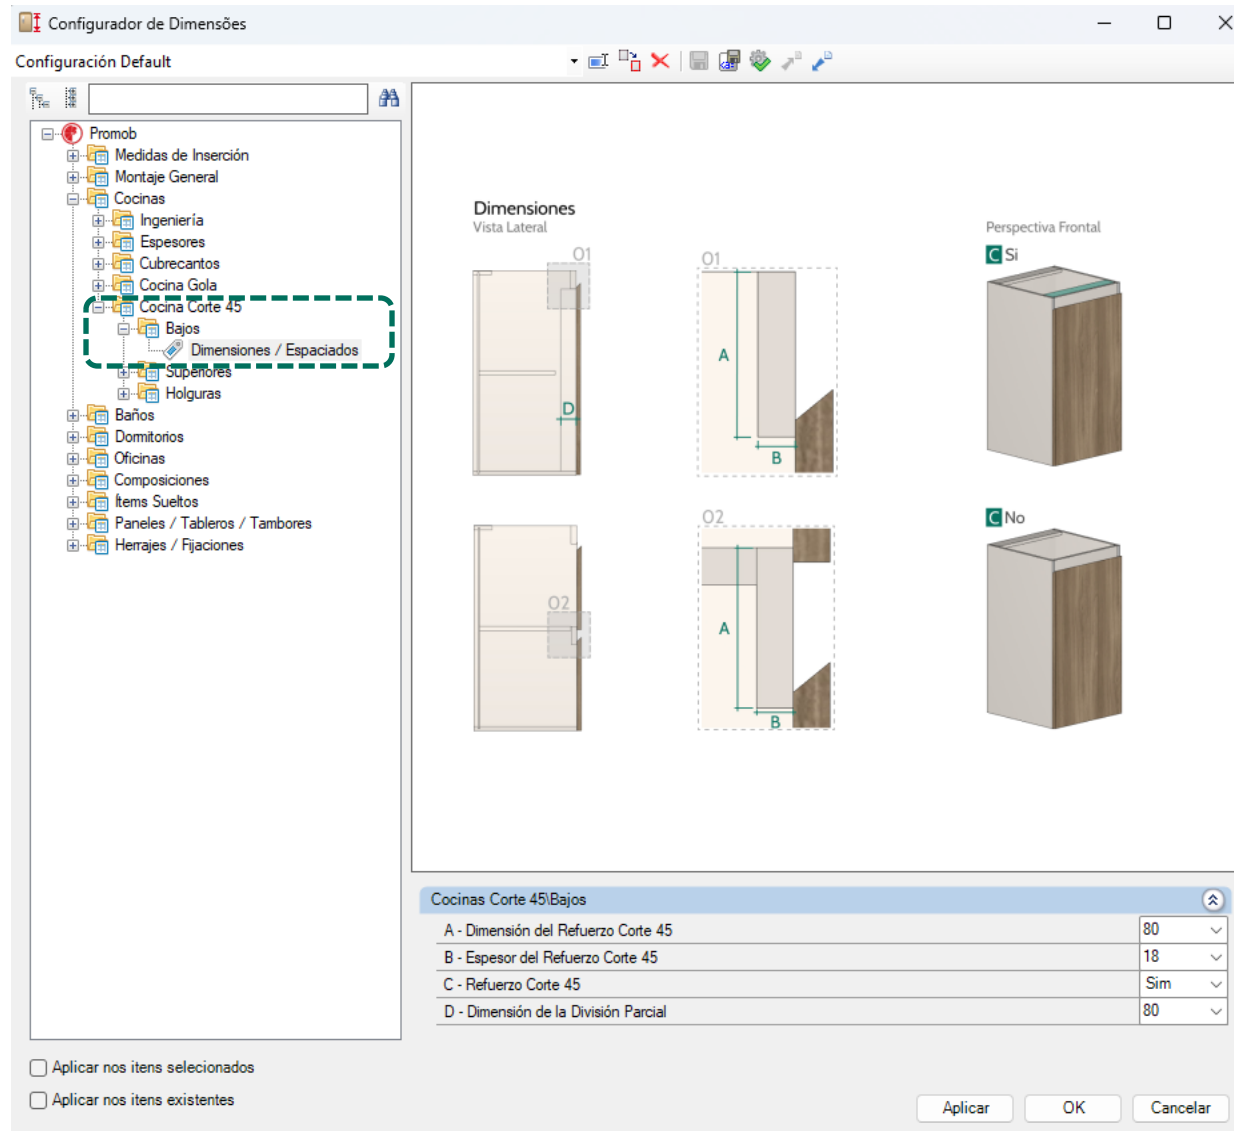 Configurador de Dimensões
Configuración Default
Promob
Medidas de Inserción
Montaje General
Cocinas
Ingeniería
Espesores
Cubrecantos
Cocina Gola
Cocina Corte 45
Bajos
Dimensiones / Espaciados
Superiores
Holguras
Baños
Dormitorios
Oficinas
Composiciones
Ítems Sueltos
Paneles / Tableros / Tambores
Herrajes / Fijaciones
Dimensiones
Vista Lateral
01
D
01
A
B
Perspectiva Frontal
C Si
02
02
A
B
C No
Cocinas Corte 45\Bajos
A - Dimensión del Refuerzo Corte 45 80
B - Espesor del Refuerzo Corte 45 18
C - Refuerzo Corte 45 Sim
D - Dimensión de la División Parcial 80
Aplicar nos itens selecionados
Aplicar nos itens existentes
Aplicar OK Cancelar